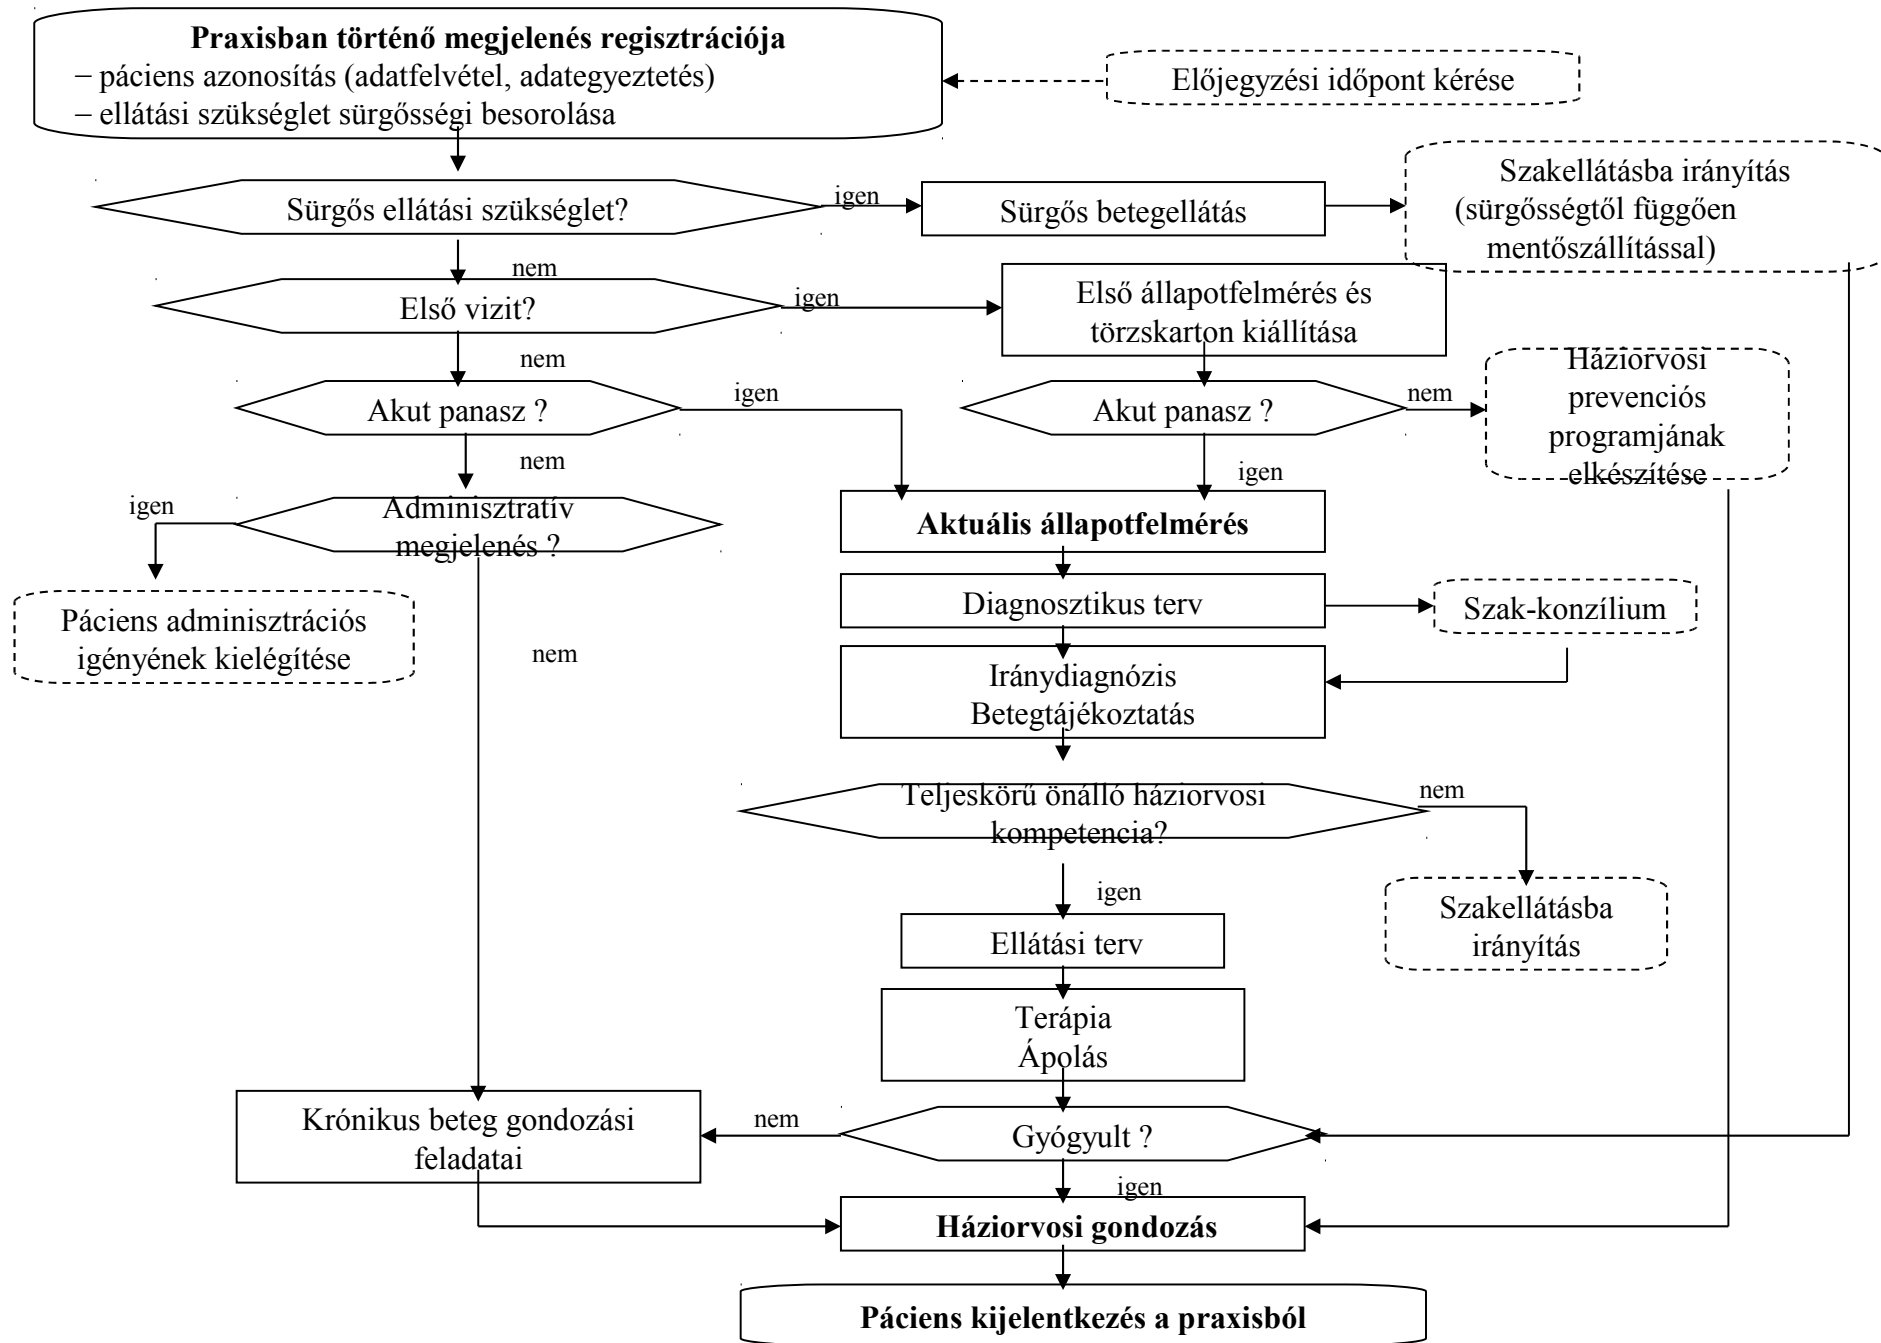 Praxisban történő megjelenés regisztrációja
– páciens azonosítás (adatfelvétel, adategyeztetés)
– ellátási szükséglet sürgősségi besorolása
Előjegyzési időpont kérése
Sürgős ellátási szükséglet?
igen
Sürgős betegellátás
Szakellátásba irányítás
(sürgősségtől függően
mentőszállítással)
nem
Első vizit?
igen
Első állapotfelmérés és
törzskarton kiállítása
nem
Akut panasz ?
igen
Akut panasz ?
nem
Háziorvosi
prevenciós
programjának
elkészítése
nem
igen
igen
Adminisztratív
megjelenés ?
Aktuális állapotfelmérés
Páciens adminisztrációs
igényének kielégítése
nem
Diagnosztikus terv
Szak-konzílium
Iránydiagnózis
Betegtájékoztatás
Teljeskörű önálló háziorvosi
kompetencia?
nem
igen
Szakellátásba
irányítás
Ellátási terv
Terápia
Ápolás
Krónikus beteg gondozási
feladatai
nem
Gyógyult ?
igen
Háziorvosi gondozás
Páciens kijelentkezés a praxisból